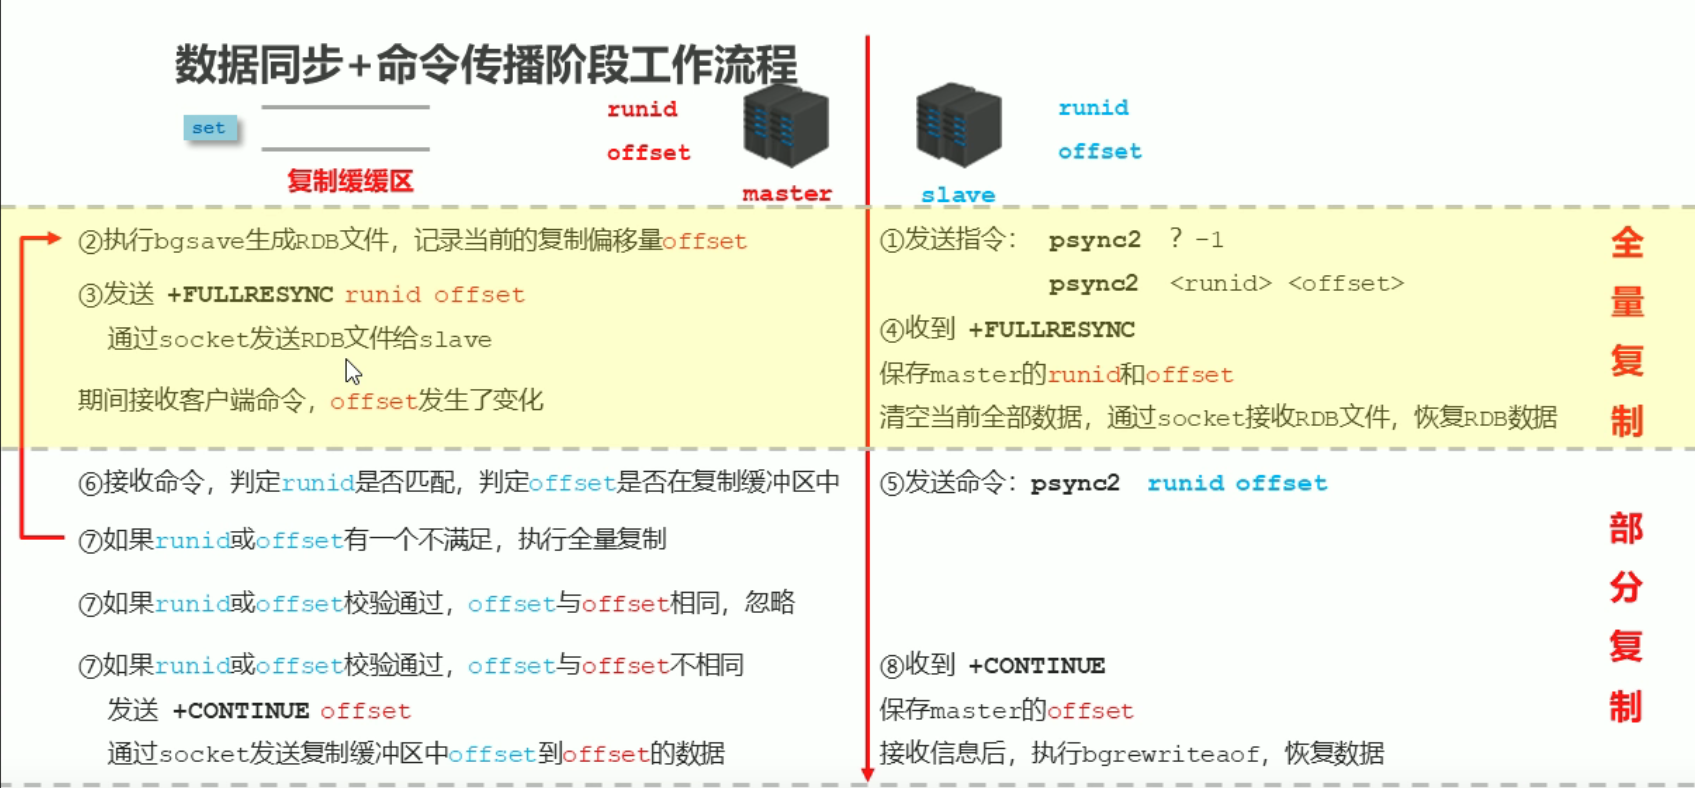 数据同步+命令传播阶段工作流程
set
复制缓缓区
runid
offset
master
runid
offset
slave
②执行bgsave生成RDB文件，记录当前的复制偏移量offset
③发送 +FULLRESYNC runid offset
通过socket发送RDB文件给slave
期间接收客户端命令，offset发生了变化
①发送指令： psync2 ? -1
psync2 <runid> <offset>
④收到 +FULLRESYNC
保存master的runid和offset
清空当前全部数据，通过socket接收RDB文件，恢复RDB数据
全
量
复
制
⑥接收命令，判定runid是否匹配，判定offset是否在复制缓冲区中
⑦如果runid或offset有一个不满足，执行全量复制
⑦如果runid或offset校验通过，offset与offset相同，忽略
⑦如果runid或offset校验通过，offset与offset不相同
发送 +CONTINUE offset
通过socket发送复制缓冲区中offset到offset的数据
⑤发送命令：psync2 runid offset
⑧收到 +CONTINUE
保存master的offset
接收信息后，执行bgrewriteaof，恢复数据
部
分
复
制